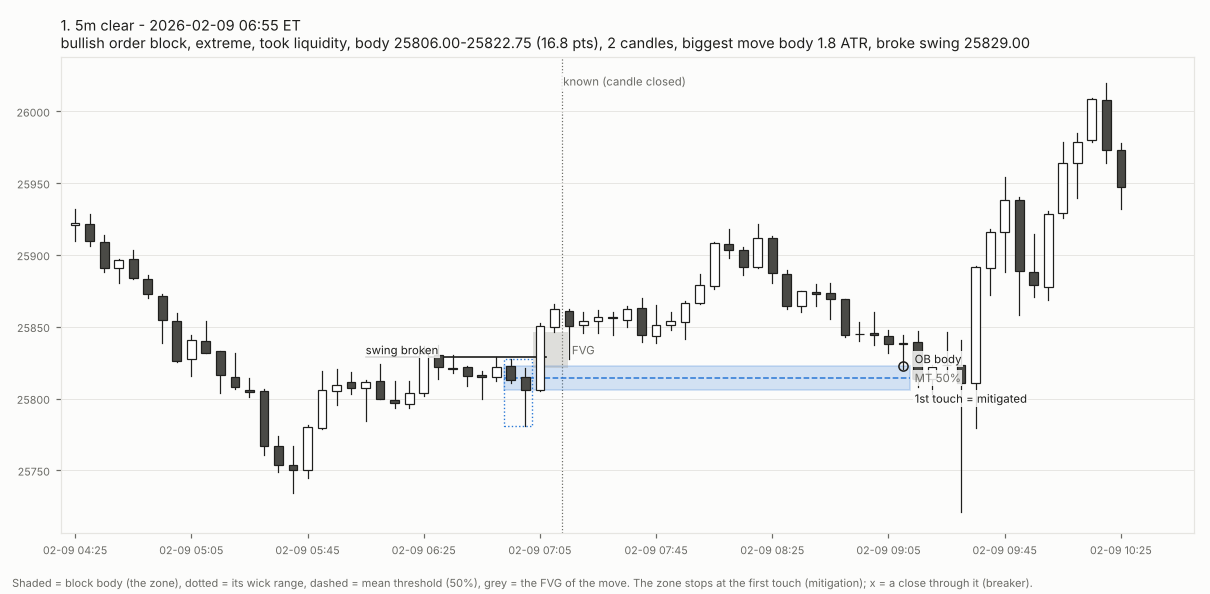 1. 5m clear - 2026-02-09 06:55 ET
bullish order block, extreme, took liquidity, body 25806.00-25822.75 (16.8 pts), 2 candles, biggest move body 1.8 ATR, broke swing 25829.00
known (candle closed)
26000
25950
25900
25850
swing broken
FVG
OB body
MT 50%
25800
1st touch = mitigated
25750
02-09 04:25
02-09 05:05
02-09 05:45
02-09 06:25
02-09 07:05
02-09 07:45
02-09 08:25
02-09 09:05
02-09 09:45
02-09 10:25
Shaded = block body (the zone), dotted = its wick range, dashed = mean threshold (50%), grey = the FVG of the move. The zone stops at the first touch (mitigation); x = a close through it (breaker).